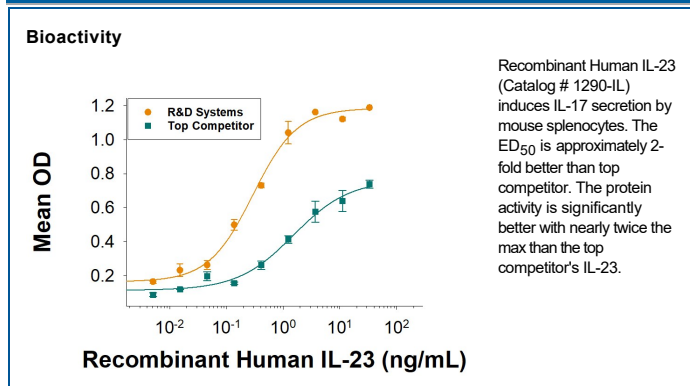 Bioactivity
1.2
1.0
0.8
0.6
0.4
0.2
Mean OD
R&D Systems
Top Competitor
10-2
10-1
100
101
102
Recombinant Human IL-23 (ng/mL)
Recombinant Human IL-23
(Catalog # 1290-IL)
induces IL-17 secretion by
mouse splenocytes. The
ED50 is approximately 2-
fold better than top
competitor. The protein
activity is significantly
better with nearly twice the
max than the top
competitor's IL-23.